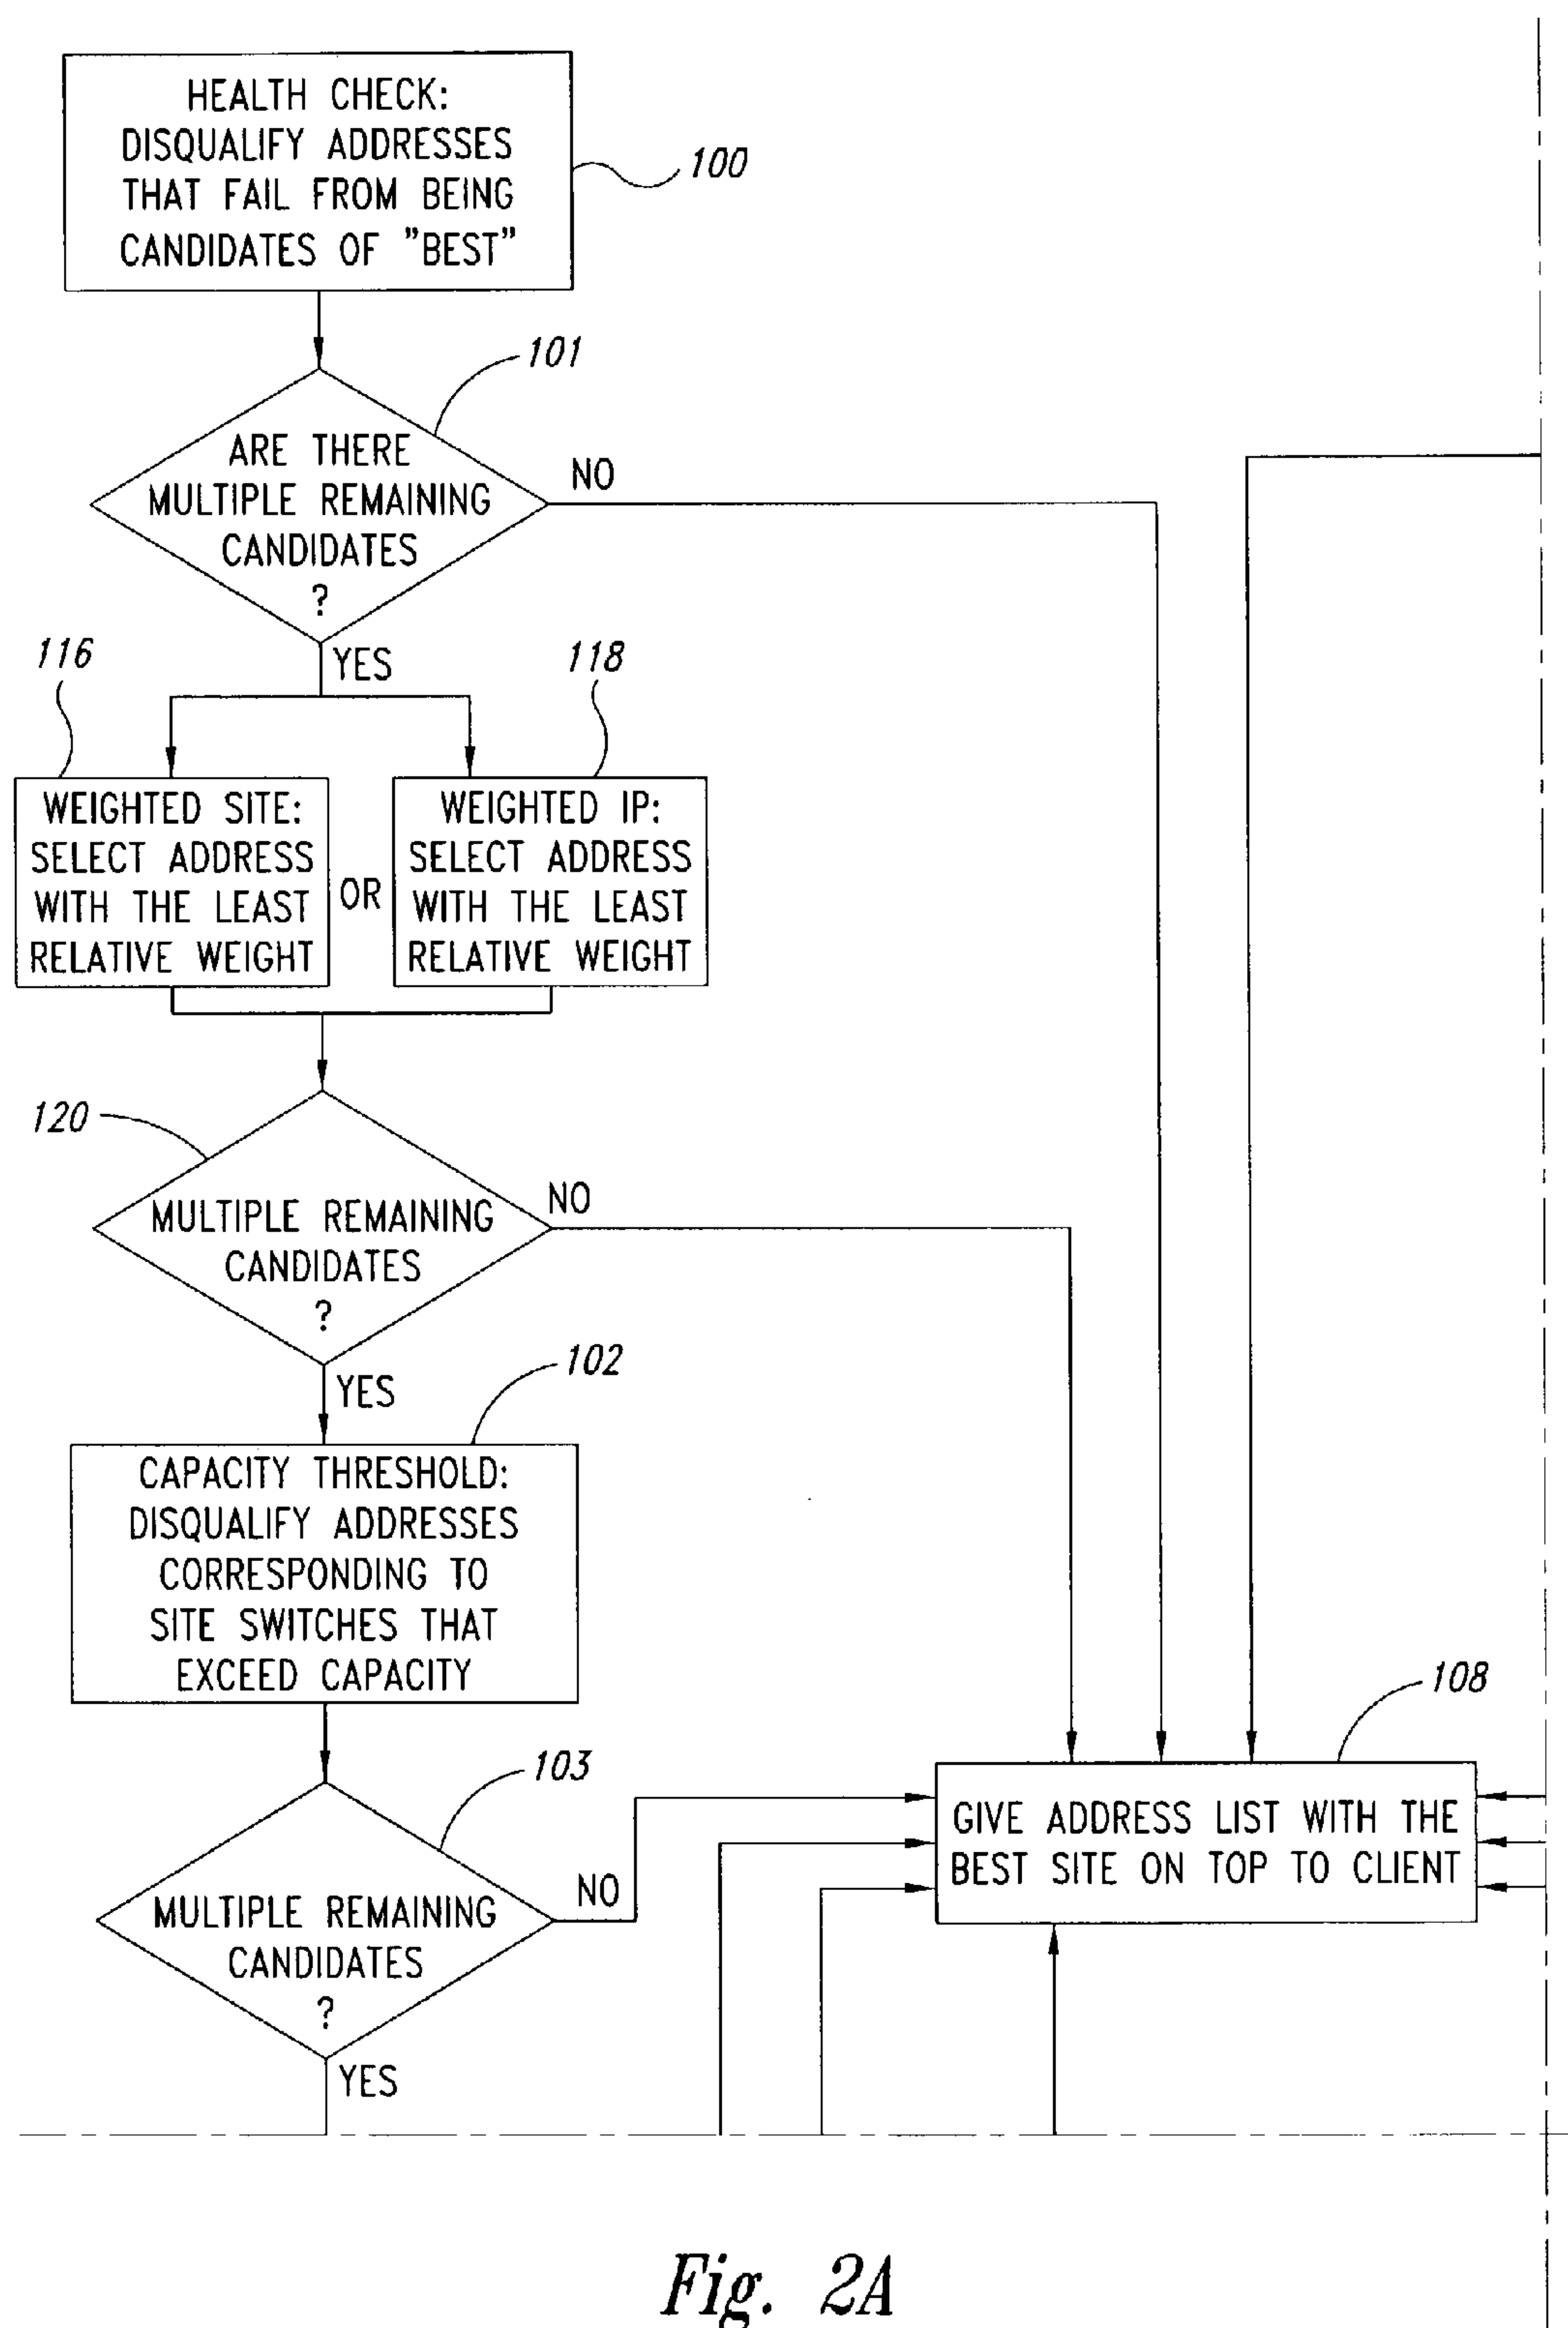 HEALTH CHECK:
DISQUALIFY ADDRESSES
THAT FAIL FROM BEING
CANDIDATES OF "BEST"
100
101
ARE THERE
MULTIPLE REMAINING
CANDIDATES
?
NO
YES
116
118
WEIGHTED SITE:
SELECT ADDRESS
WITH THE LEAST
RELATIVE WEIGHT
OR
WEIGHTED IP:
SELECT ADDRESS
WITH THE LEAST
RELATIVE WEIGHT
120
MULTIPLE REMAINING
CANDIDATES
?
NO
YES
102
CAPACITY THRESHOLD:
DISQUALIFY ADDRESSES
CORRESPONDING TO
SITE SWITCHES THAT
EXCEED CAPACITY
103
MULTIPLE REMAINING
CANDIDATES
?
NO
YES
108
GIVE ADDRESS LIST WITH THE
BEST SITE ON TOP TO CLIENT
Fig. 2A